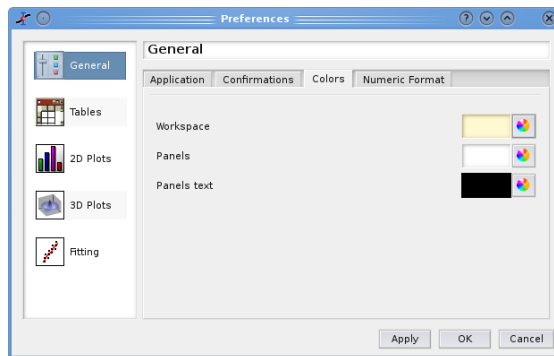 Preferences
General
Tables
2D Plots
3D Plots
Fitting
General
Application Confirmations Colors Numeric Format
Workspace
Panels
Panels text
Apply OK Cancel